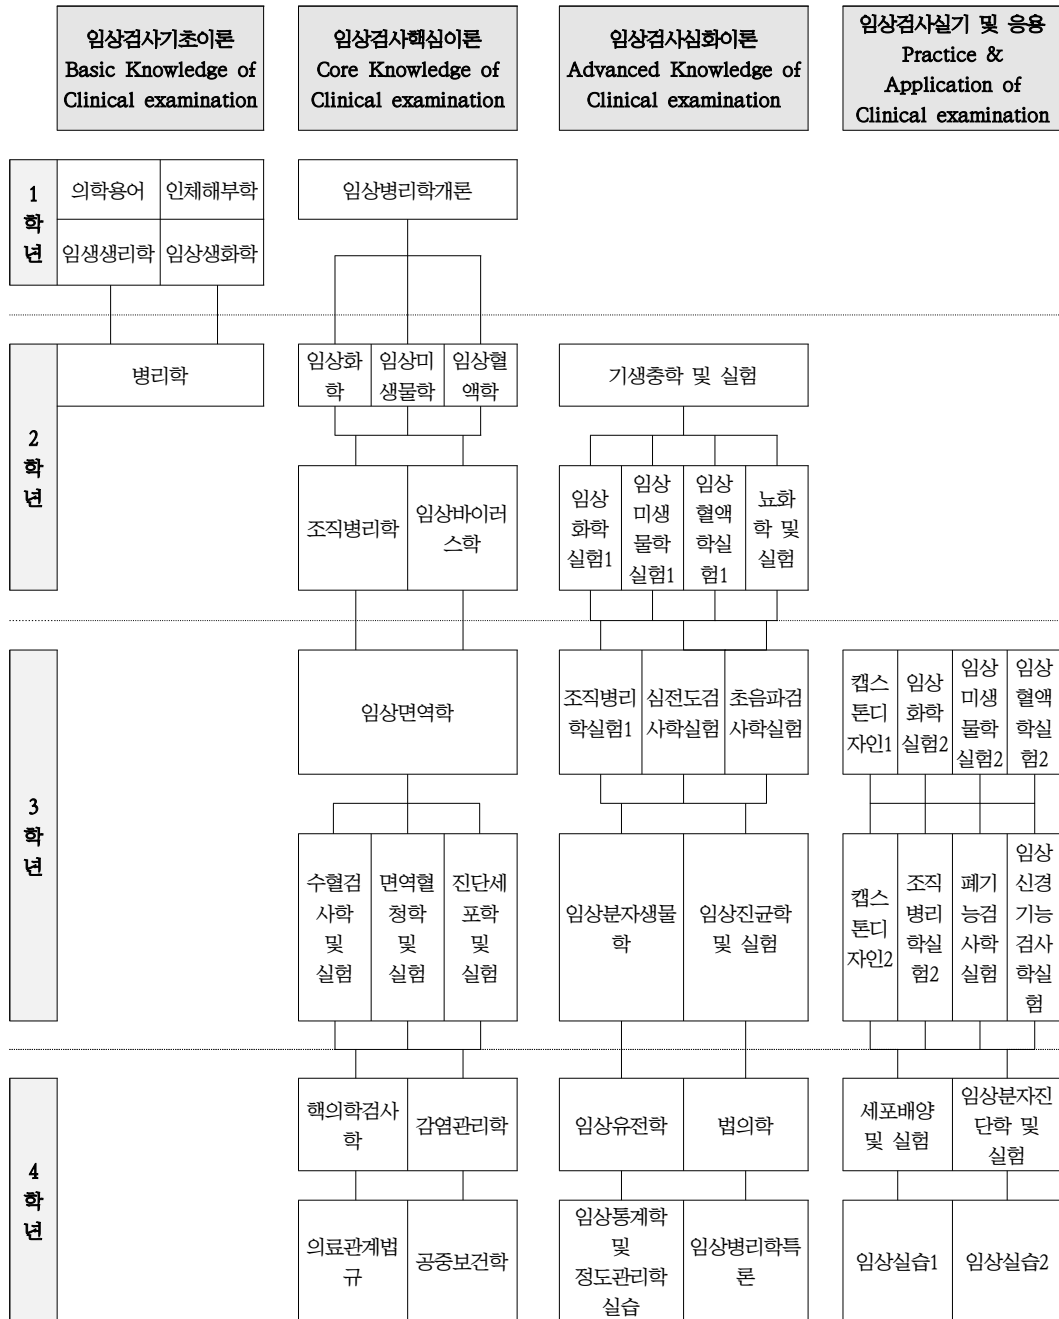 임상검사기초이론
Basic Knowledge of
Clinical examination
임상검사핵심이론
Core Knowledge of
Clinical examination
임상검사심화이론
Advanced Knowledge of
Clinical examination
임상검사실기 및 응용
Practice &
Application of
Clinical examination
1
학
년
의학용어
인체해부학
임생생리학
임상생화학
임상병리학개론
2
학
년
병리학
임상화
학
임상미
생물학
임상혈
액학
기생충학 및 실험
조직병리학
임상바이러
스학
임상
화학
실험1
임상
미생
물학
실험1
임상
혈액
학실
험1
뇨화
학 및
실험
3
학
년
임상면역학
조직병리
학실험1
심전도검
사학실험
초음파검
사학실험
캡스
톤디
자인1
임상
화학
실험2
임상
미생
물학
실험2
임상
혈액
학실
험2
수혈검
사학
및
실험
면역혈
청학
및
실험
진단세
포학
및
실험
임상분자생물
학
임상진균학
및 실험
캡스
톤디
자인2
조직
병리
학실
험2
폐기
능검
사학
실험
임상
신경
기능
검사
학실
험
4
학
년
핵의학검사
학
감염관리학
임상유전학
법의학
세포배양
및 실험
임상분자진
단학 및
실험
의료관계법
규
공중보건학
임상통계학
및
정도관리학
실습
임상병리학특
론
임상실습1
임상실습2